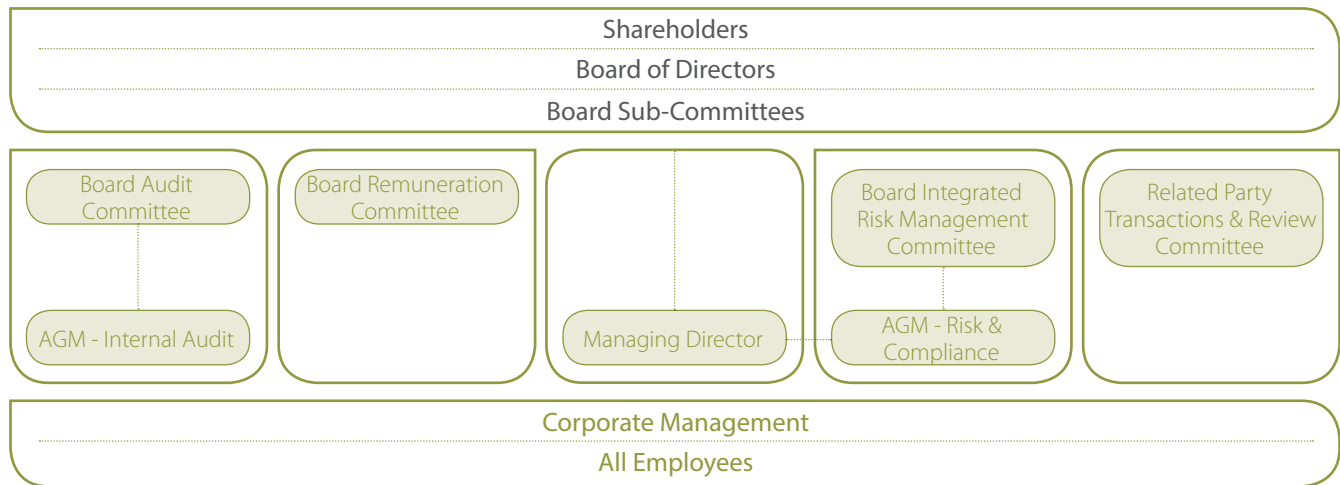 Shareholders
Board of Directors
Board Sub-Committees
Board Audit
Committee
AGM - Internal Audit
Board Remuneration
Committee
Managing Director
Board Integrated
Risk Management
Committee
AGM - Risk &
Compliance
Related Party
Transactions & Review
Committee
Corporate Management
All Employees